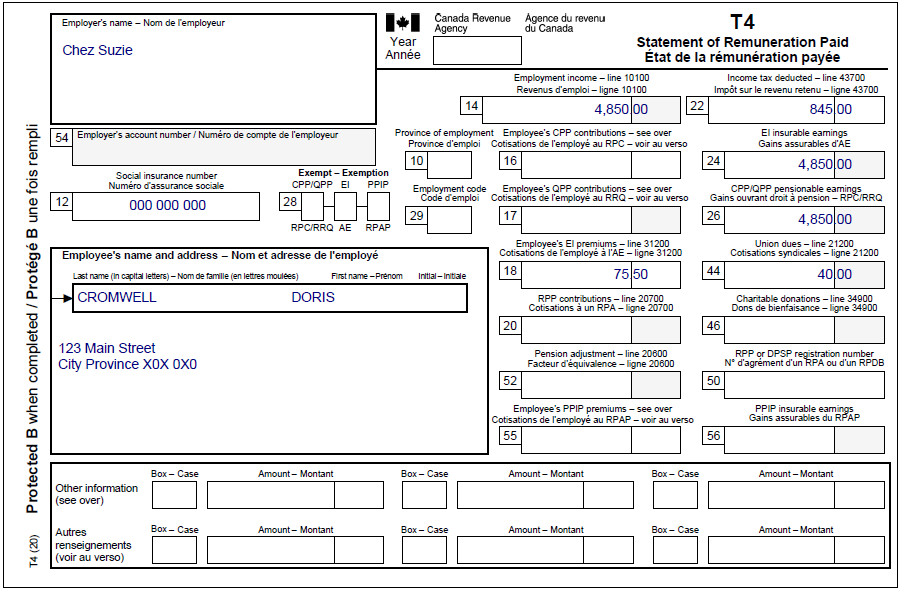 Employer's name – Nom de l'employeur
Chez Suzie
Canada Revenue Agency
Agence du revenu du Canada
Year
Année
T4
Statement of Remuneration Paid
État de la rémunération payée
Employment income – line 10100
Revenus d'emploi – ligne 10100
14 4,850 00
Income tax deducted – line 43700
Impôt sur le revenu retenu – ligne 43700
22 845 00
54 Employer's account number / Numéro de compte de l'employeur
Province of employment
Province d'emploi
10
Employee's CPP contributions – see over
Cotisations de l'employé au RPC – voir au verso
16
EI insurable earnings
Gains assurables d'AE
24 4,850 00
Social insurance number
Numéro d'assurance sociale
12 000 000 000
Exempt – Exemption
CPP/QPP EI PPIP
28
RPC/RRQ AE RPAP
Employment code
Code d'emploi
29
Employee's QPP contributions – see over
Cotisations de l'employé au RRQ – voir au verso
17
CPP/QPP pensionable earnings
Gains ouvrant droit à pension – RPC/RRQ
26 4,850 00
Employee's name and address – Nom et adresse de l'employé
Last name (in capital letters) – Nom de famille (en lettres moulées) First name – Prénom Initial – Initiale
CROMWELL DORIS
123 Main Street
City Province X0X 0X0
Employee's EI premiums – line 31200
Cotisations de l'employé à l'AE – ligne 31200
18 75.50
Union dues – line 21200
Cotisations syndicales – ligne 21200
44 40.00
RPP contributions – line 20700
Cotisations à un RPA – ligne 20700
20
Charitable donations – line 34900
Dons de bienfaisance – ligne 34900
46
Pension adjustment – line 20600
Facteur d'équivalence – ligne 20600
52
RPP or DPSP registration number
N° d'agrément d'un RPA ou d'un RPDB
50
Employee's PPIP premiums – see over
Cotisations de l'employé au RPAP – voir au verso
55
PPIP insurable earnings
Gains assurables du RPAP
56
Box – Case Amount – Montant Box – Case Amount – Montant Box – Case Amount – Montant
Other information
(see over)
Box – Case Amount – Montant Box – Case Amount – Montant Box – Case Amount – Montant
Autres
renseignements
(voir au verso)
Protected B when completed / Protégé B une fois rempli
T4 (20)